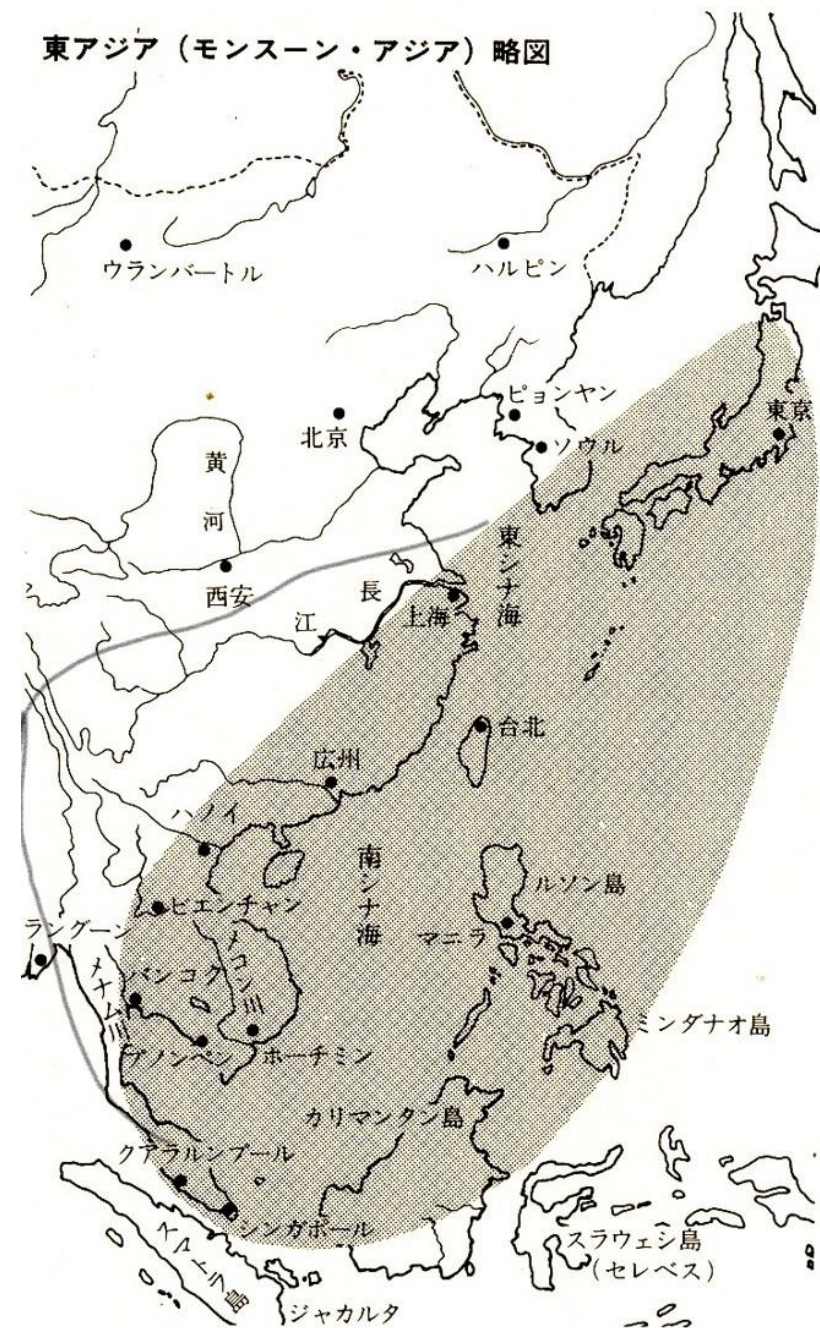 東アジア（モンスーン・アジア）略図
ウランバートル
ハルピン
ピョンヤン
北京
東京
ソウル
黄河
東シナ海
西安
長江
上海
台北
広州
ハノイ
南シナ海
ルソン島
ビエンチャン
ラングーン
マニラ
メコン川
メナム川
バンコク
ミンダナオ島
プノンペン
ホーチミン
カリマンタン島
クアラルンプール
シンガポール
スマトラ島
スラウェシ島
（セレベス）
ジャカルタ